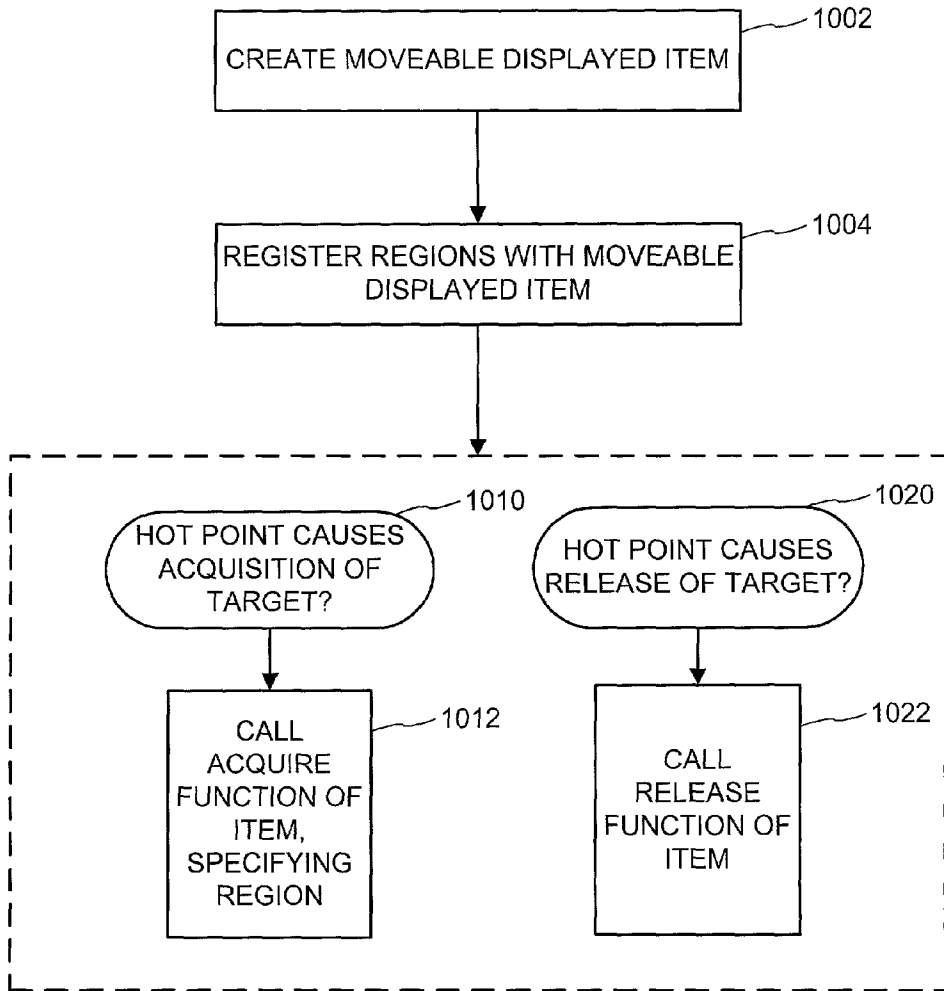 1002
CREATE MOVEABLE DISPLAYED ITEM
1004
REGISTER REGIONS WITH MOVEABLE
DISPLAYED ITEM
1010
HOT POINT CAUSES
ACQUISITION OF
TARGET?
1020
HOT POINT CAUSES
RELEASE OF TARGET?
1012
CALL
ACQUIRE
FUNCTION OF
ITEM,
SPECIFYING
REGION
1022
CALL
RELEASE
FUNCTION OF
ITEM